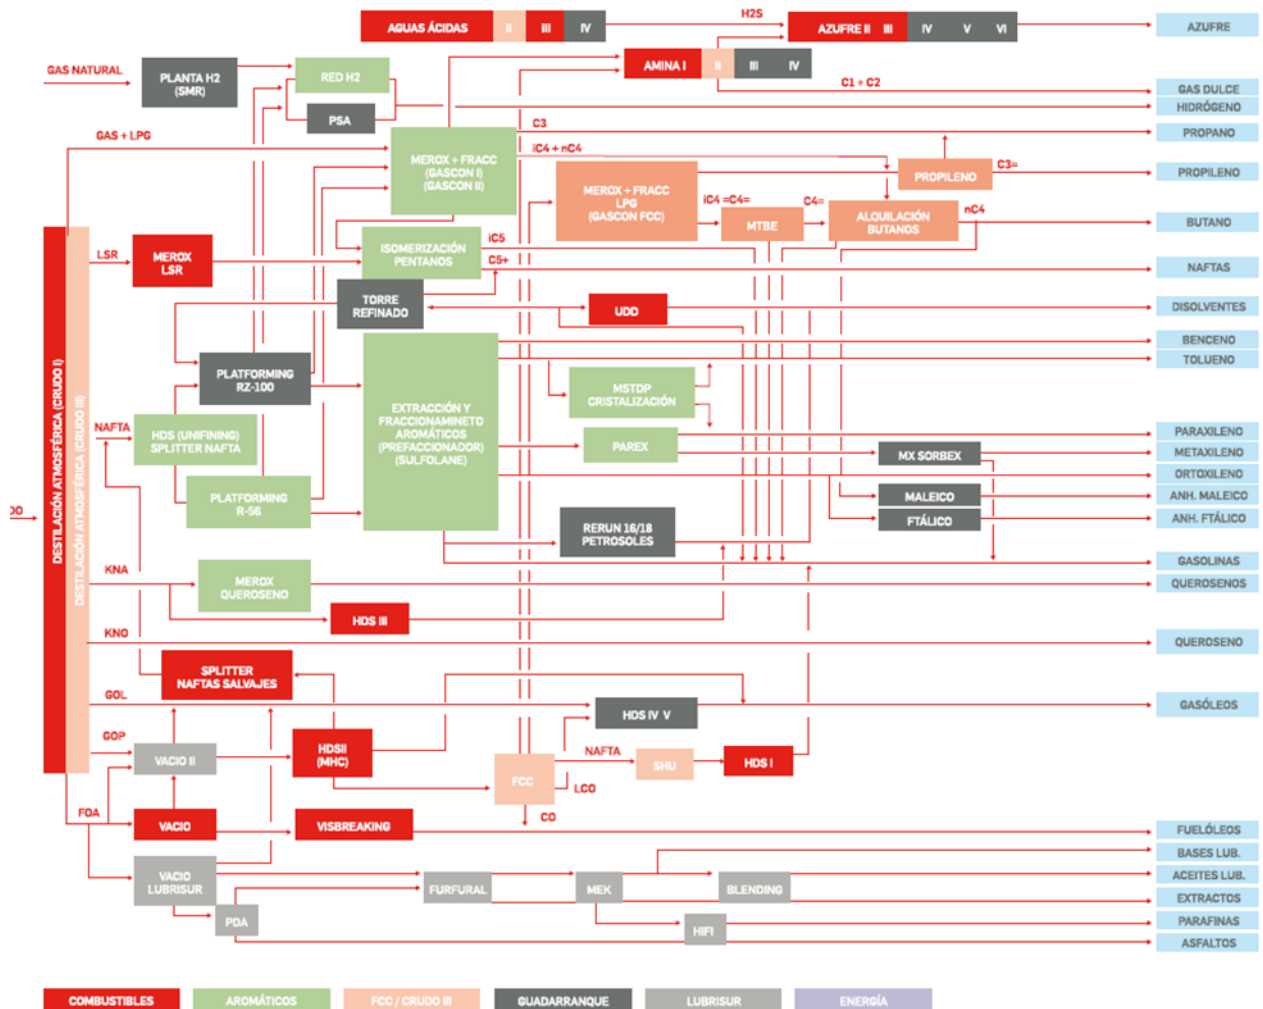 AGUAS ÁCIDAS II III IV
H2S
AZUFRE II III IV V VI
AZUFRE
GAS NATURAL
PLANTA H2
(SMR)
RED H2
PSA
AMINA I II III IV
C1 + C2
GAS DULCE
HIDRÓGENO
GAS + LPG
MEROX + FRACC
(GASCON I)
(GASCON II)
C3
PROPANO
iC4 + nC4
MEROX + FRACC
LPG
(GASCON FCC)
PROPILENO
C3=
PROPILENO
iC4 =C4=
MTBE
C4=
ALQUILACIÓN
BUTANOS
nC4
BUTANO
LSR
MEROX
LSR
ISOMERIZACIÓN
PENTANOS
iC5
C5+
NAFTAS
TORRE
REFINADO
UDD
DISOLVENTES
DESTILACIÓN ATMOSFÉRICA (CRUDO I)
DESTILACIÓN ATMOSFÉRICA (CRUDO III)
PLATFORMING
RZ-100
EXTRACCIÓN Y
FRACCIONAMINETO
AROMÁTICOS
(PREFACCIONADOR)
(SULFOLANE)
BENCENO
TOLUENO
MSTDP
CRISTALIZACIÓN
NAFTA
HDS (UNIFINING)
SPLITTER NAFTA
PAREX
PARAXILENO
MX SORBEX
METAXILENO
ORTOXILENO
PLATFORMING
R-56
MALEICO
ANH. MALEICO
FTÁLICO
ANH. FTÁLICO
DO
RERUN 16/18
PETROSOLES
GASOLINAS
KNA
MEROX
QUEROSENO
QUEROSENOS
HDS III
KNO
QUEROSENO
SPLITTER
NAFTAS SALVAJES
GOL
HDS IV V
GASÓLEOS
GOP
VACIO II
HDSII
(MHC)
FCC
NAFTA
SHU
HDS I
LCO
CO
FOA
VACIO
VISBREAKING
FUELÓLEOS
BASES LUB.
VACIO
LUBRISUR
FURFURAL
MEK
BLENDING
ACEITES LUB.
EXTRACTOS
PDA
HIFI
PARAFINAS
ASFALTOS
COMBUSTIBLES
AROMÁTICOS
FCC / CRUDO III
GUADARRANQUE
LUBRISUR
ENERGÍA